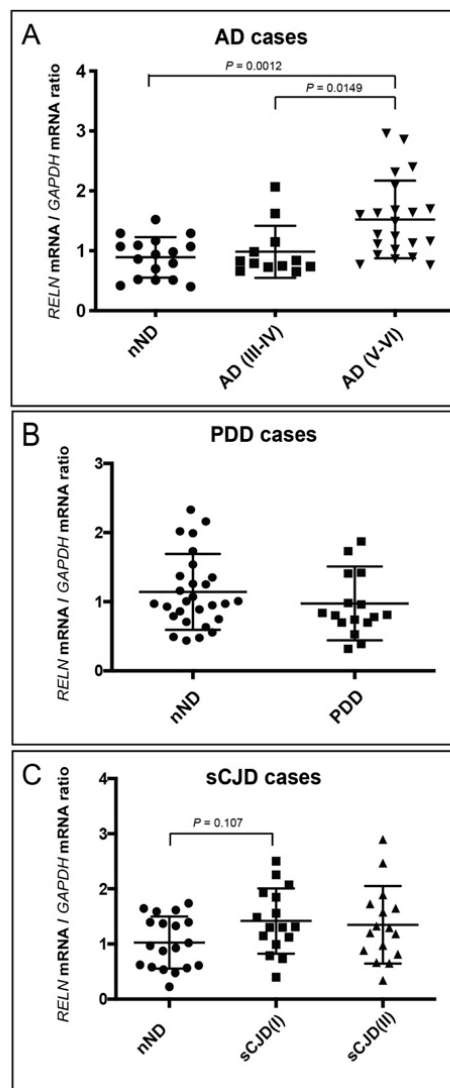 A
AD cases
RELN mRNA / GAPDH mRNA ratio
P = 0.0012
P = 0.0149
4
3
2
1
0
nND
AD (III-IV)
AD (V-VI)
B
PDD cases
RELN mRNA / GAPDH mRNA ratio
3
2
1
0
nND
PDD
C
sCJD cases
RELN mRNA / GAPDH mRNA ratio
P = 0.107
4
3
2
1
0
nND
sCJD(I)
sCJD(II)